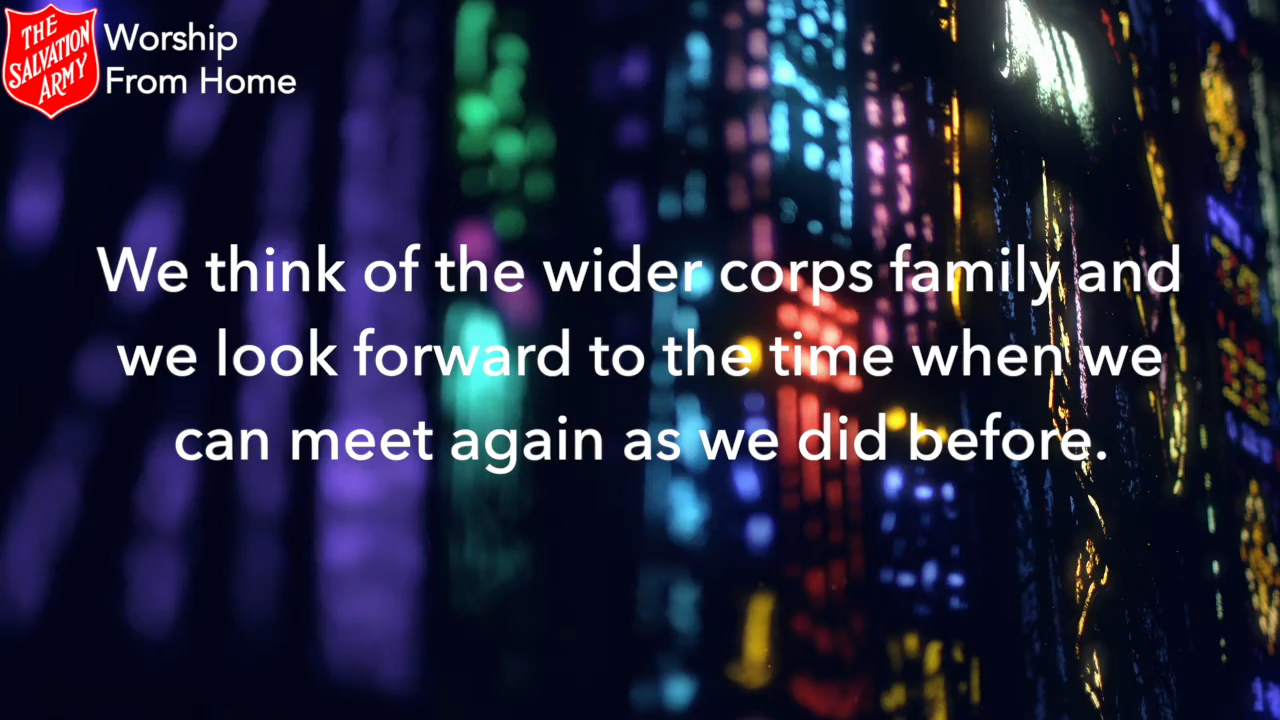 THE
SALVATION
ARMY
Worship
From Home
We think of the wider corps family and
we look forward to the time when we
can meet again as we did before.